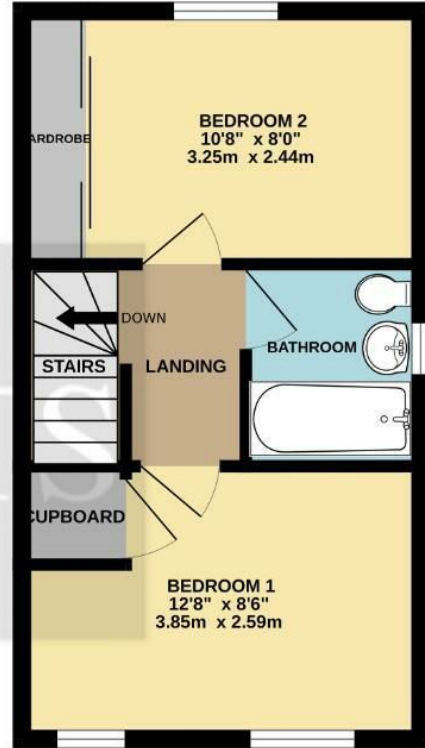 BEDROOM 2
10'8" x 8'0"
3.25m x 2.44m
ARDROBE
DOWN
STAIRS
LANDING
BATHROOM
CUPBOARD
BEDROOM 1
12'8" x 8'6"
3.85m x 2.59m